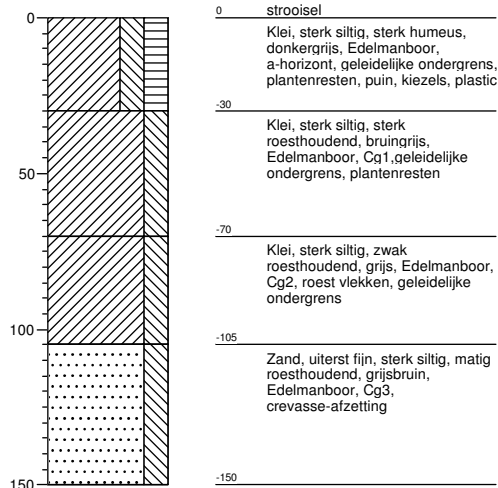 0
50
100
150
0 strooisel
Klei, sterk siltig, sterk humeus,
donkergrijs, Edelmanboor,
a-horizont, geleidelijke ondergrens,
plantenresten, puin, kiezels, plastic
-30
Klei, sterk siltig, sterk
roesthoudend, bruingrijs,
Edelmanboor, Cg1,geleidelijke
ondergrens, plantenresten
-70
Klei, sterk siltig, zwak
roesthoudend, grijs, Edelmanboor,
Cg2, roest vlekken, geleidelijke
ondergrens
-105
Zand, uiterst fijn, sterk siltig, matig
roesthoudend, grijsbruin,
Edelmanboor, Cg3,
crevasse-afzetting
-150